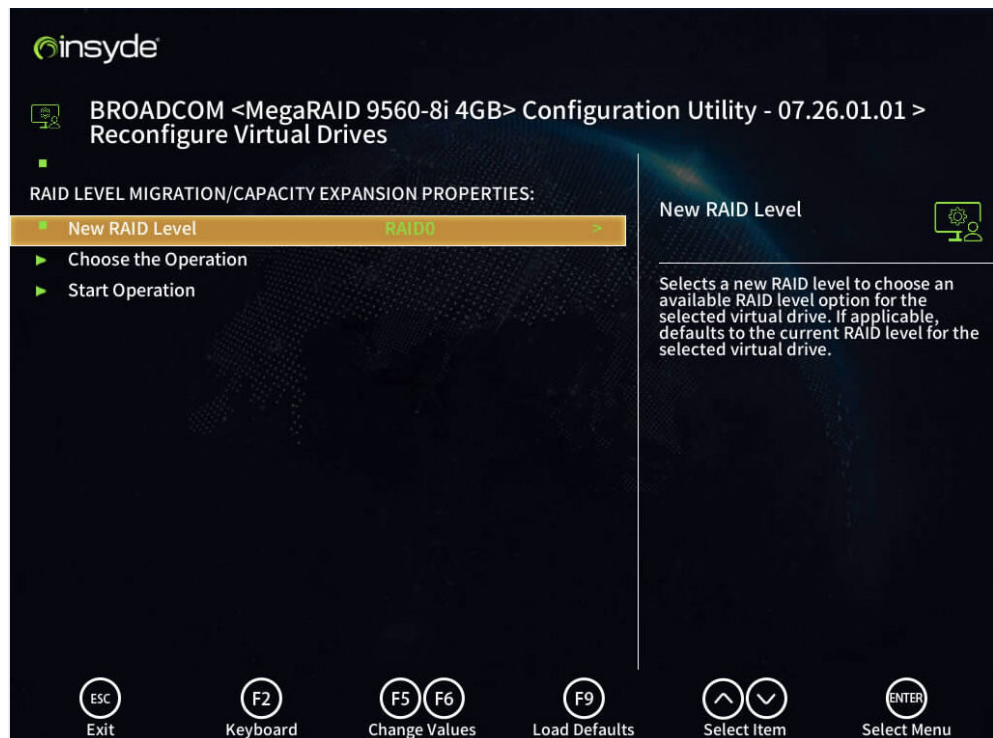 insyde
BROADCOM <MegaRAID 9560-8i 4GB> Configuration Utility - 07.26.01.01 >
Reconfigure Virtual Drives
RAID LEVEL MIGRATION/CAPACITY EXPANSION PROPERTIES:
New RAID Level RAID0 >
Choose the Operation
Start Operation
New RAID Level
Selects a new RAID level to choose an
available RAID level option for the
selected virtual drive. If applicable,
defaults to the current RAID level for the
selected virtual drive.
ESC F2 F5 F6 F9 ENTER
Exit Keyboard Change Values Load Defaults Select Item Select Menu